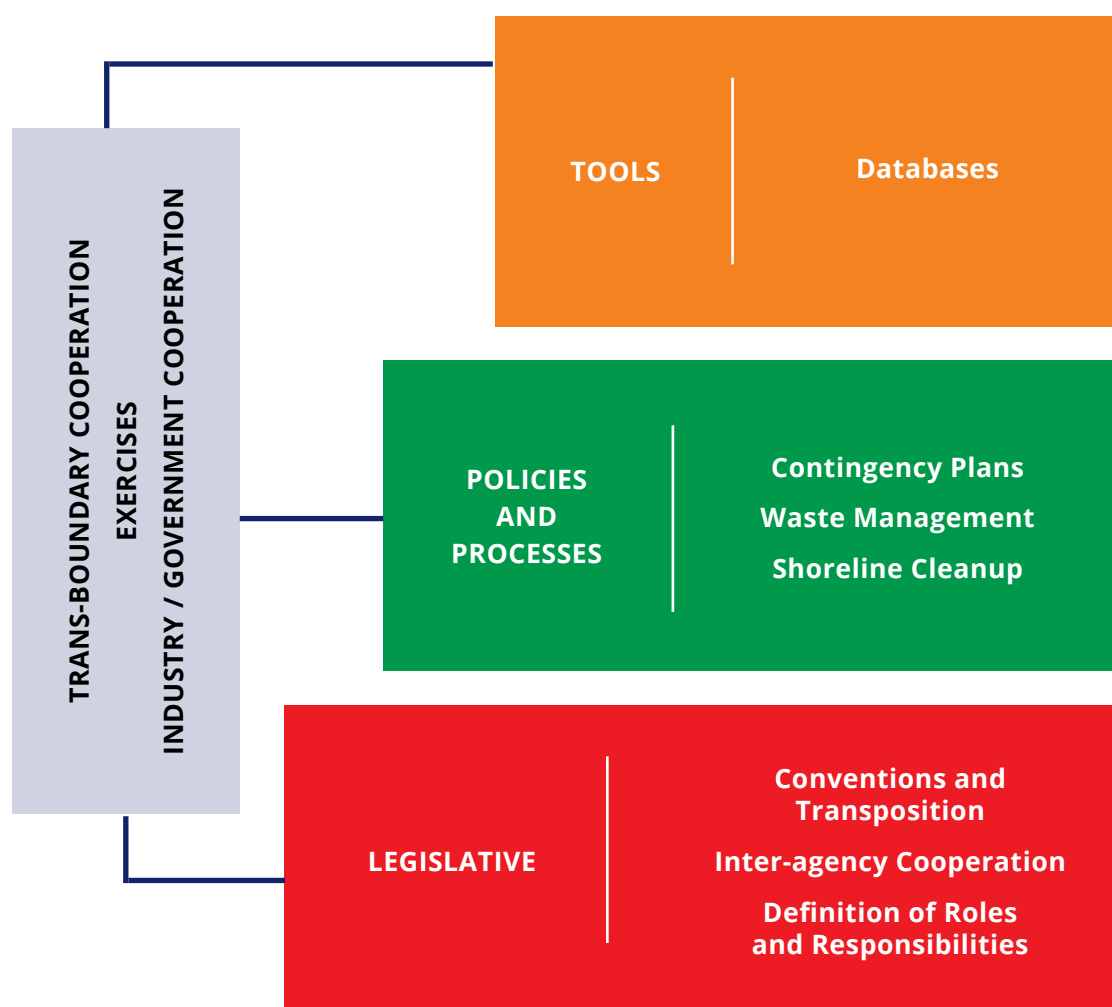 TRANS-BOUNDARY COOPERATION
EXERCISES
INDUSTRY / GOVERNMENT COOPERATION
TOOLS
Databases
POLICIES
AND
PROCESSES
Contingency Plans
Waste Management
Shoreline Cleanup
LEGISLATIVE
Conventions and
Transposition
Inter-agency Cooperation
Definition of Roles
and Responsibilities